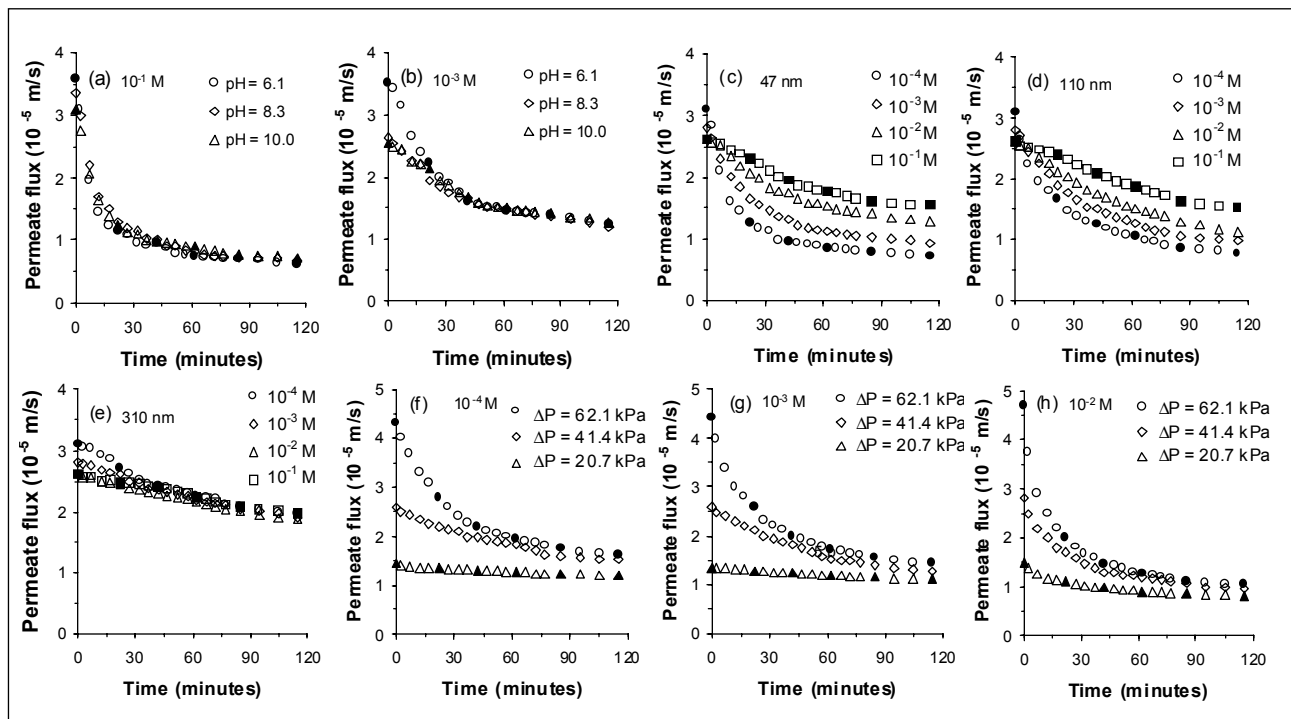 Permeate flux (10 -5 m/s)
4
3
2
1
0
(a)
10-1 M
pH = 6.1
pH = 8.3
pH = 10.0
0 30 60 90 120
Time (minutes)
Permeate flux (10 -5 m/s)
4
3
2
1
0
(b)
10-3 M
pH = 6.1
pH = 8.3
pH = 10.0
0 30 60 90 120
Time (minutes)
Permeate flux (10 -5 m/s)
4
3
2
1
0
(c)
47 nm
10-4 M
10-3 M
10-2 M
10-1 M
0 30 60 90 120
Time (minutes)
Permeate flux (10 -5 m/s)
4
3
2
1
0
(d)
110 nm
10-4 M
10-3 M
10-2 M
10-1 M
0 30 60 90 120
Time (minutes)
Permeate flux (10 -5 m/s)
4
3
2
1
0
(e)
310 nm
10-4 M
10-3 M
10-2 M
10-1 M
0 30 60 90 120
Time (minutes)
Permeate flux (10 -5 m/s)
5
4
3
2
1
0
(f)
10-4 M
ΔP = 62.1 kPa
ΔP = 41.4 kPa
ΔP = 20.7 kPa
0 30 60 90 120
Time (minutes)
Permeate flux (10 -5 m/s)
5
4
3
2
1
0
(g)
10-3 M
ΔP = 62.1 kPa
ΔP = 41.4 kPa
ΔP = 20.7 kPa
0 30 60 90 120
Time (minutes)
Permeate flux (10 -5 m/s)
5
4
3
2
1
0
(h)
10-2 M
ΔP = 62.1 kPa
ΔP = 41.4 kPa
ΔP = 20.7 kPa
0 30 60 90 120
Time (minutes)